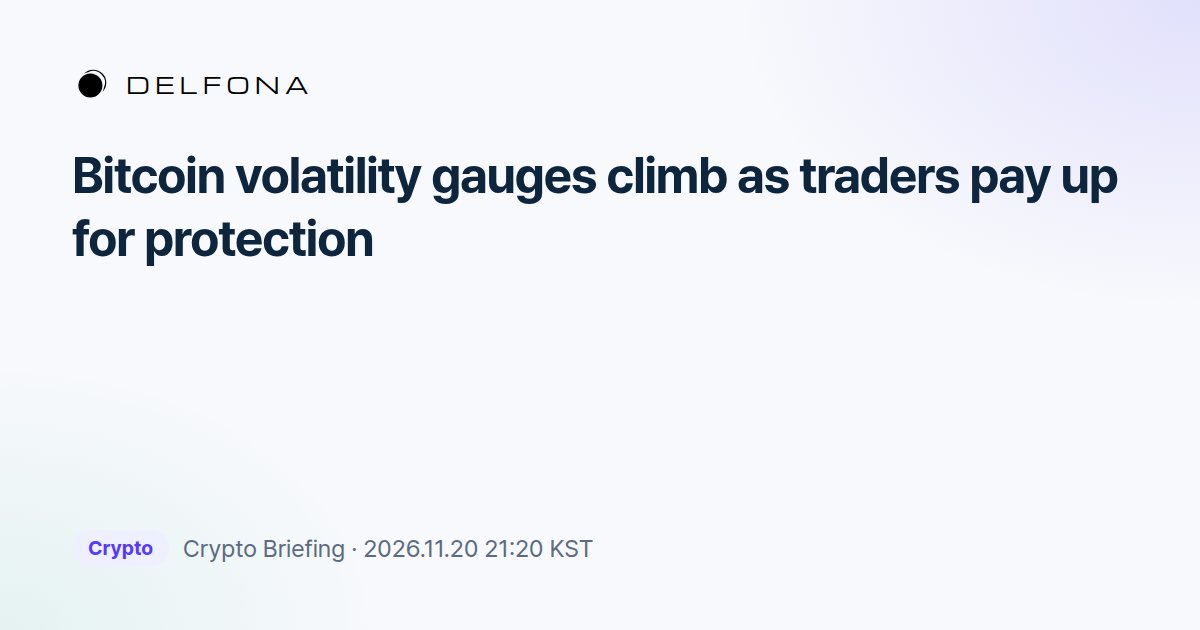 DELFONA
Bitcoin volatility gauges climb as traders pay up
for protection
Crypto Crypto Briefing · 2026.11.20 21:20 KST